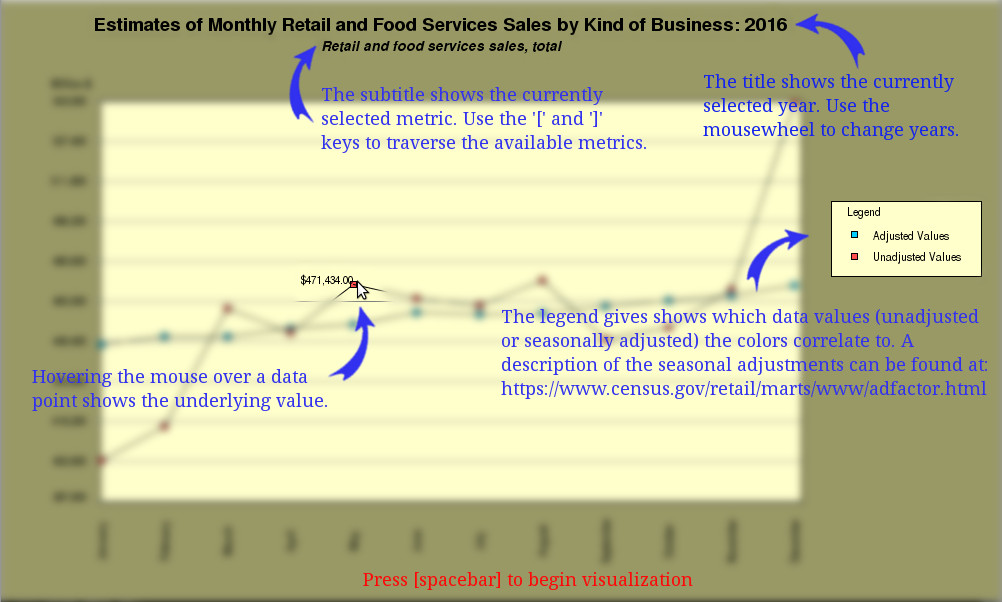 Estimates of Monthly Retail and Food Services Sales by Kind of Business: 2016
Retail and food services sales, total
The subtitle shows the currently
selected metric. Use the '[' and ']'
keys to traverse the available metrics.
The title shows the currently
selected year. Use the
mousewheel to change years.
Legend
Adjusted Values
Unadjusted Values
$471,434.00
The legend gives shows which data values (unadjusted
or seasonally adjusted) the colors correlate to. A
description of the seasonal adjustments can be found at:
https://www.census.gov/retail/marts/www/adfactor.html
Hovering the mouse over a data
point shows the underlying value.
Press [spacebar] to begin visualization